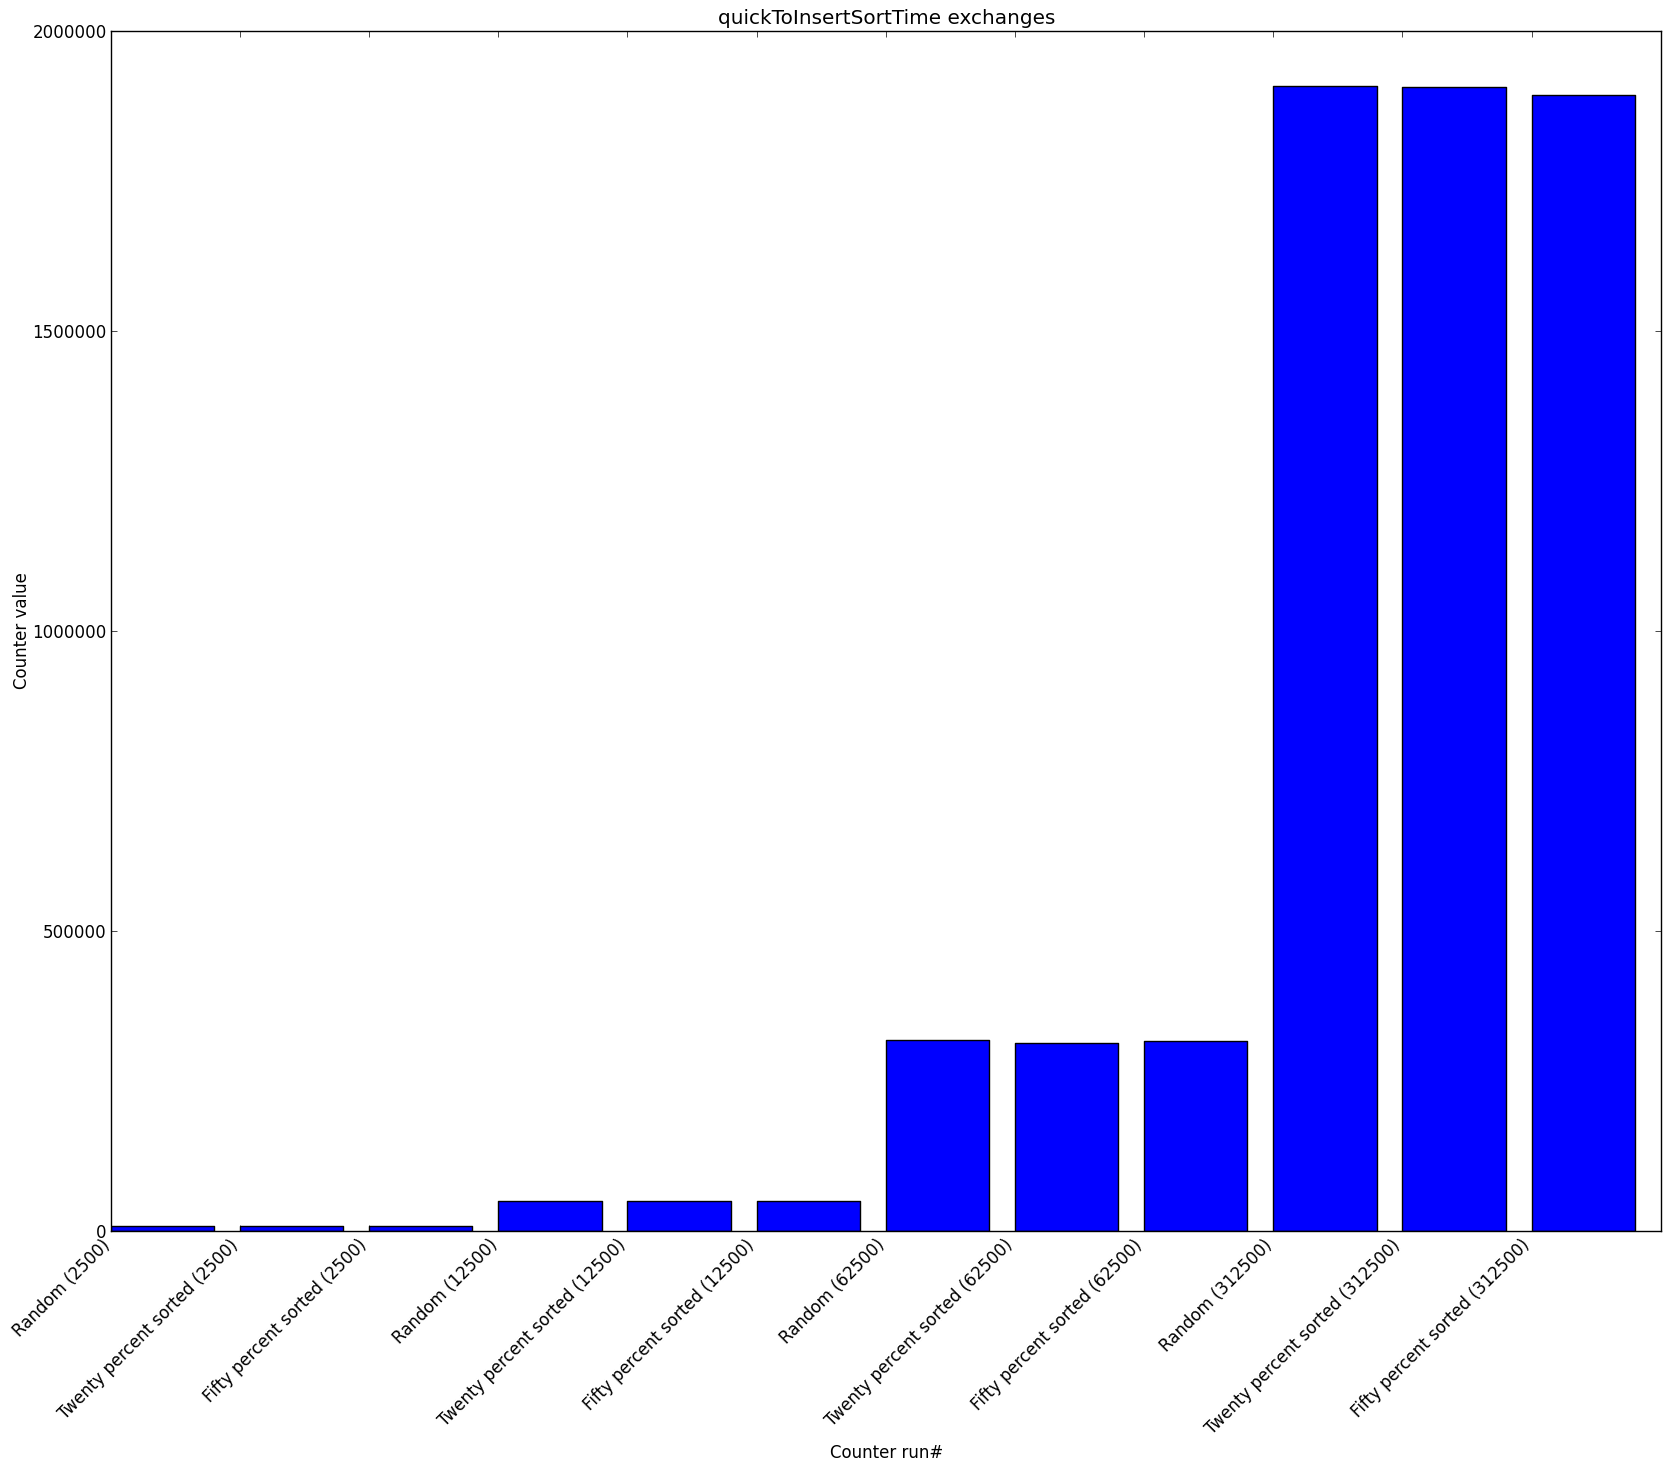 quickToInsertSortTime exchanges
2000000
1500000
1000000
500000
0
Counter value
Random (2500)
Twenty percent sorted (2500)
Fifty percent sorted (2500)
Random (12500)
Twenty percent sorted (12500)
Fifty percent sorted (12500)
Random (62500)
Twenty percent sorted (62500)
Fifty percent sorted (62500)
Random (312500)
Twenty percent sorted (312500)
Fifty percent sorted (312500)
Counter run#